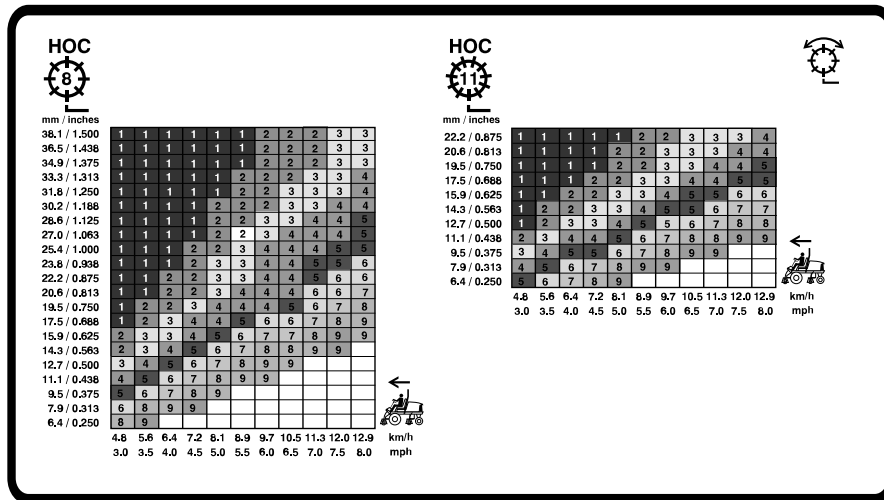 HOC
8
mm / inches
38.1 / 1.500 1 1 1 1 1 1 2 2 2 3 3
36.5 / 1.438 1 1 1 1 1 1 2 2 2 3 3
34.9 / 1.375 1 1 1 1 1 1 2 2 2 3 3
33.3 / 1.313 1 1 1 1 1 2 2 2 3 3 4
31.8 / 1.250 1 1 1 1 1 2 2 3 3 3 4
30.2 / 1.188 1 1 1 1 2 2 2 3 3 4 4
28.6 / 1.125 1 1 1 1 2 2 3 3 4 4 5
27.0 / 1.063 1 1 1 1 2 2 3 3 4 4 5
25.4 / 1.000 1 1 1 2 2 3 4 4 4 5 5
23.8 / 0.938 1 1 1 2 3 3 4 4 5 5 6
22.2 / 0.875 1 1 2 2 3 3 4 4 5 6 6
20.6 / 0.813 1 1 2 2 3 4 4 4 6 6 7
19.5 / 0.750 1 2 2 3 4 4 4 5 6 7 8
17.5 / 0.688 1 2 3 4 4 5 6 6 7 8 9
15.9 / 0.625 2 3 3 4 5 6 7 7 8 9 9
14.3 / 0.563 2 3 4 5 6 7 8 8 9 9
12.7 / 0.500 3 4 5 6 7 8 9 9
11.1 / 0.438 4 5 6 7 8 9 9
9.5 / 0.375 5 6 7 8 9
7.9 / 0.313 6 8 9 9
6.4 / 0.250 8 9
4.8 5.6 6.4 7.2 8.1 8.9 9.7 10.5 11.3 12.0 12.9 km/h
3.0 3.5 4.0 4.5 5.0 5.5 6.0 6.5 7.0 7.5 8.0 mph
HOC
11
mm / inches
22.2 / 0.875 1 1 1 1 1 2 2 3 3 3 4
20.6 / 0.813 1 1 1 1 2 2 3 3 3 4 4
19.5 / 0.750 1 1 1 1 2 2 3 3 4 4 5
17.5 / 0.688 1 1 1 2 2 3 3 4 4 5 5
15.9 / 0.625 1 1 2 2 3 3 4 5 5 6 6
14.3 / 0.563 1 2 2 3 3 4 5 5 6 7 7
12.7 / 0.500 1 2 3 3 4 5 5 6 7 8 8
11.1 / 0.438 2 3 4 4 5 6 7 8 8 9 9
9.5 / 0.375 3 4 5 5 6 7 8 9 9
7.9 / 0.313 4 5 6 7 8 9 9
6.4 / 0.250 5 6 7 8 9
4.8 5.6 6.4 7.2 8.1 8.9 9.7 10.5 11.3 12.0 12.9 km/h
3.0 3.5 4.0 4.5 5.0 5.5 6.0 6.5 7.0 7.5 8.0 mph